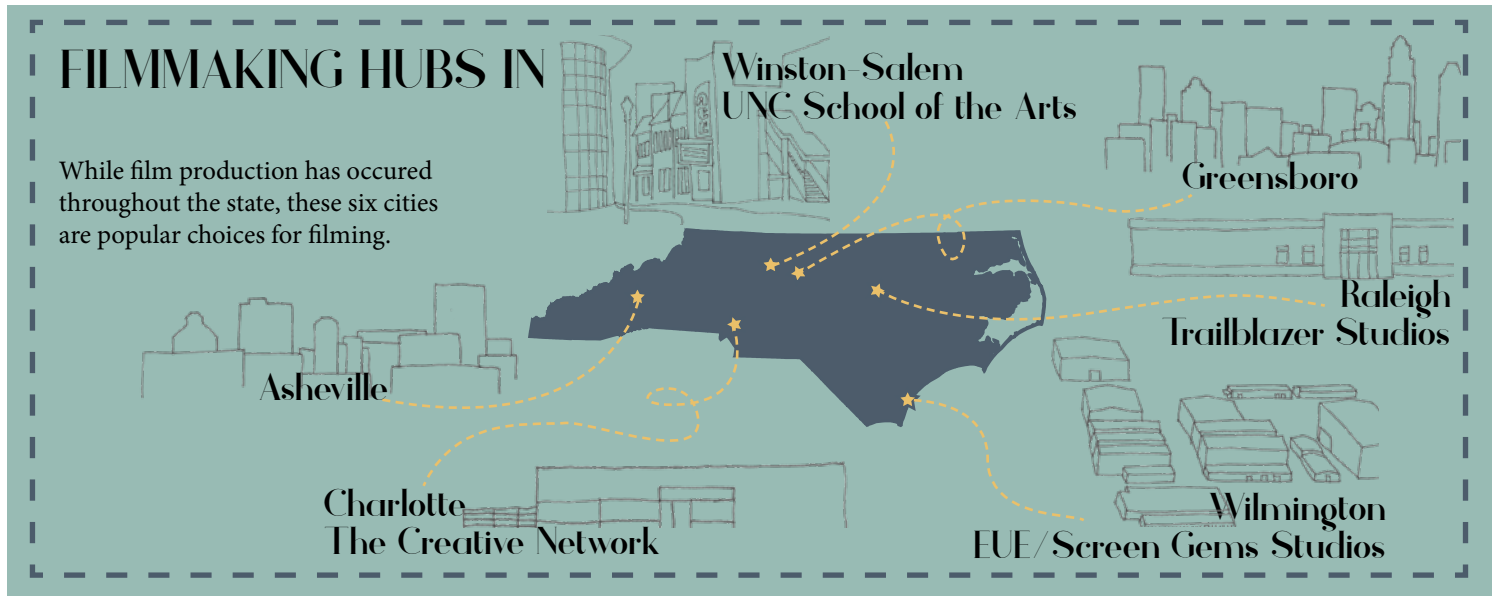 FILMMAKING HUBS IN
While film production has occured
throughout the state, these six cities
are popular choices for filming.
Winston-Salem
UNC School of the Arts
Greensboro
Raleigh
Trailblazer Studios
Asheville
Charlotte
The Creative Network
Wilmington
EUE/Screen Gems Studios